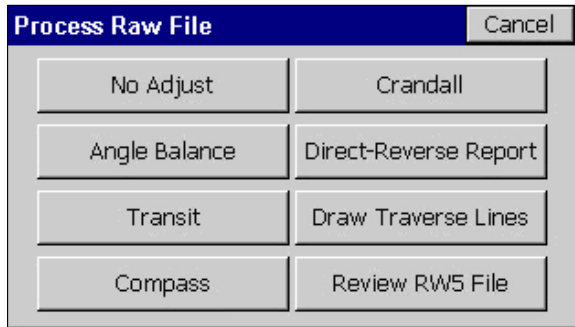 Process Raw File
Cancel
No Adjust
Crandall
Angle Balance
Direct-Reverse Report
Transit
Draw Traverse Lines
Compass
Review RW5 File